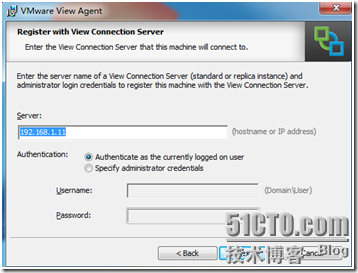 VMware View Agent
Register with View Connection Server
Enter the View Connection Server that this machine will connect to.
Enter the server name of a View Connection Server (standard or replica instance) and
administrator login credentials to register this machine with the View Connection Server.
Server:
192.168.1.11 (hostname or IP address)
Authentication: Authenticate as the currently logged on user
Specify administrator credentials
Username: (Domain\User)
Password:
51CTO.com
< Back
技术博客 Blog